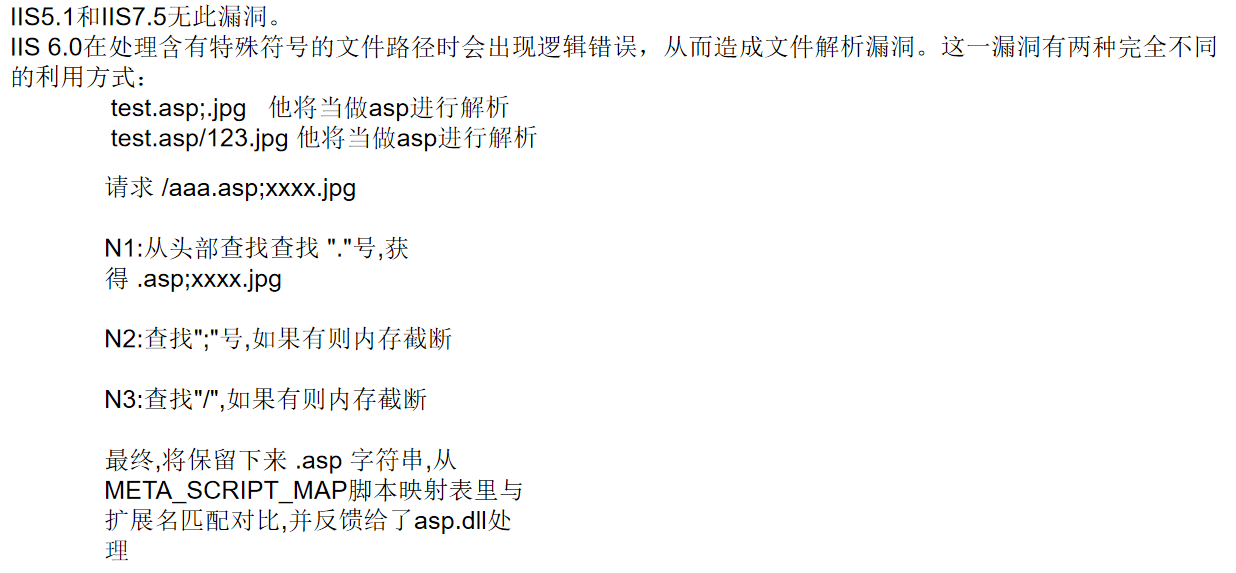 IIS5.1和IIS7.5无此漏洞。
IIS 6.0在处理含有特殊符号的文件路径时会出现逻辑错误，从而造成文件解析漏洞。这一漏洞有两种完全不同
的利用方式：
test.asp;.jpg 他将当做asp进行解析
test.asp/123.jpg 他将当做asp进行解析
请求 /aaa.asp;xxxx.jpg
N1:从头部查找查找 "."号,获
得 .asp;xxxx.jpg
N2:查找";"号,如果有则内存截断
N3:查找"/",如果有则内存截断
最终,将保留下来 .asp 字符串,从
META_SCRIPT_MAP脚本映射表里与
扩展名匹配对比,并反馈给了asp.dll处
理